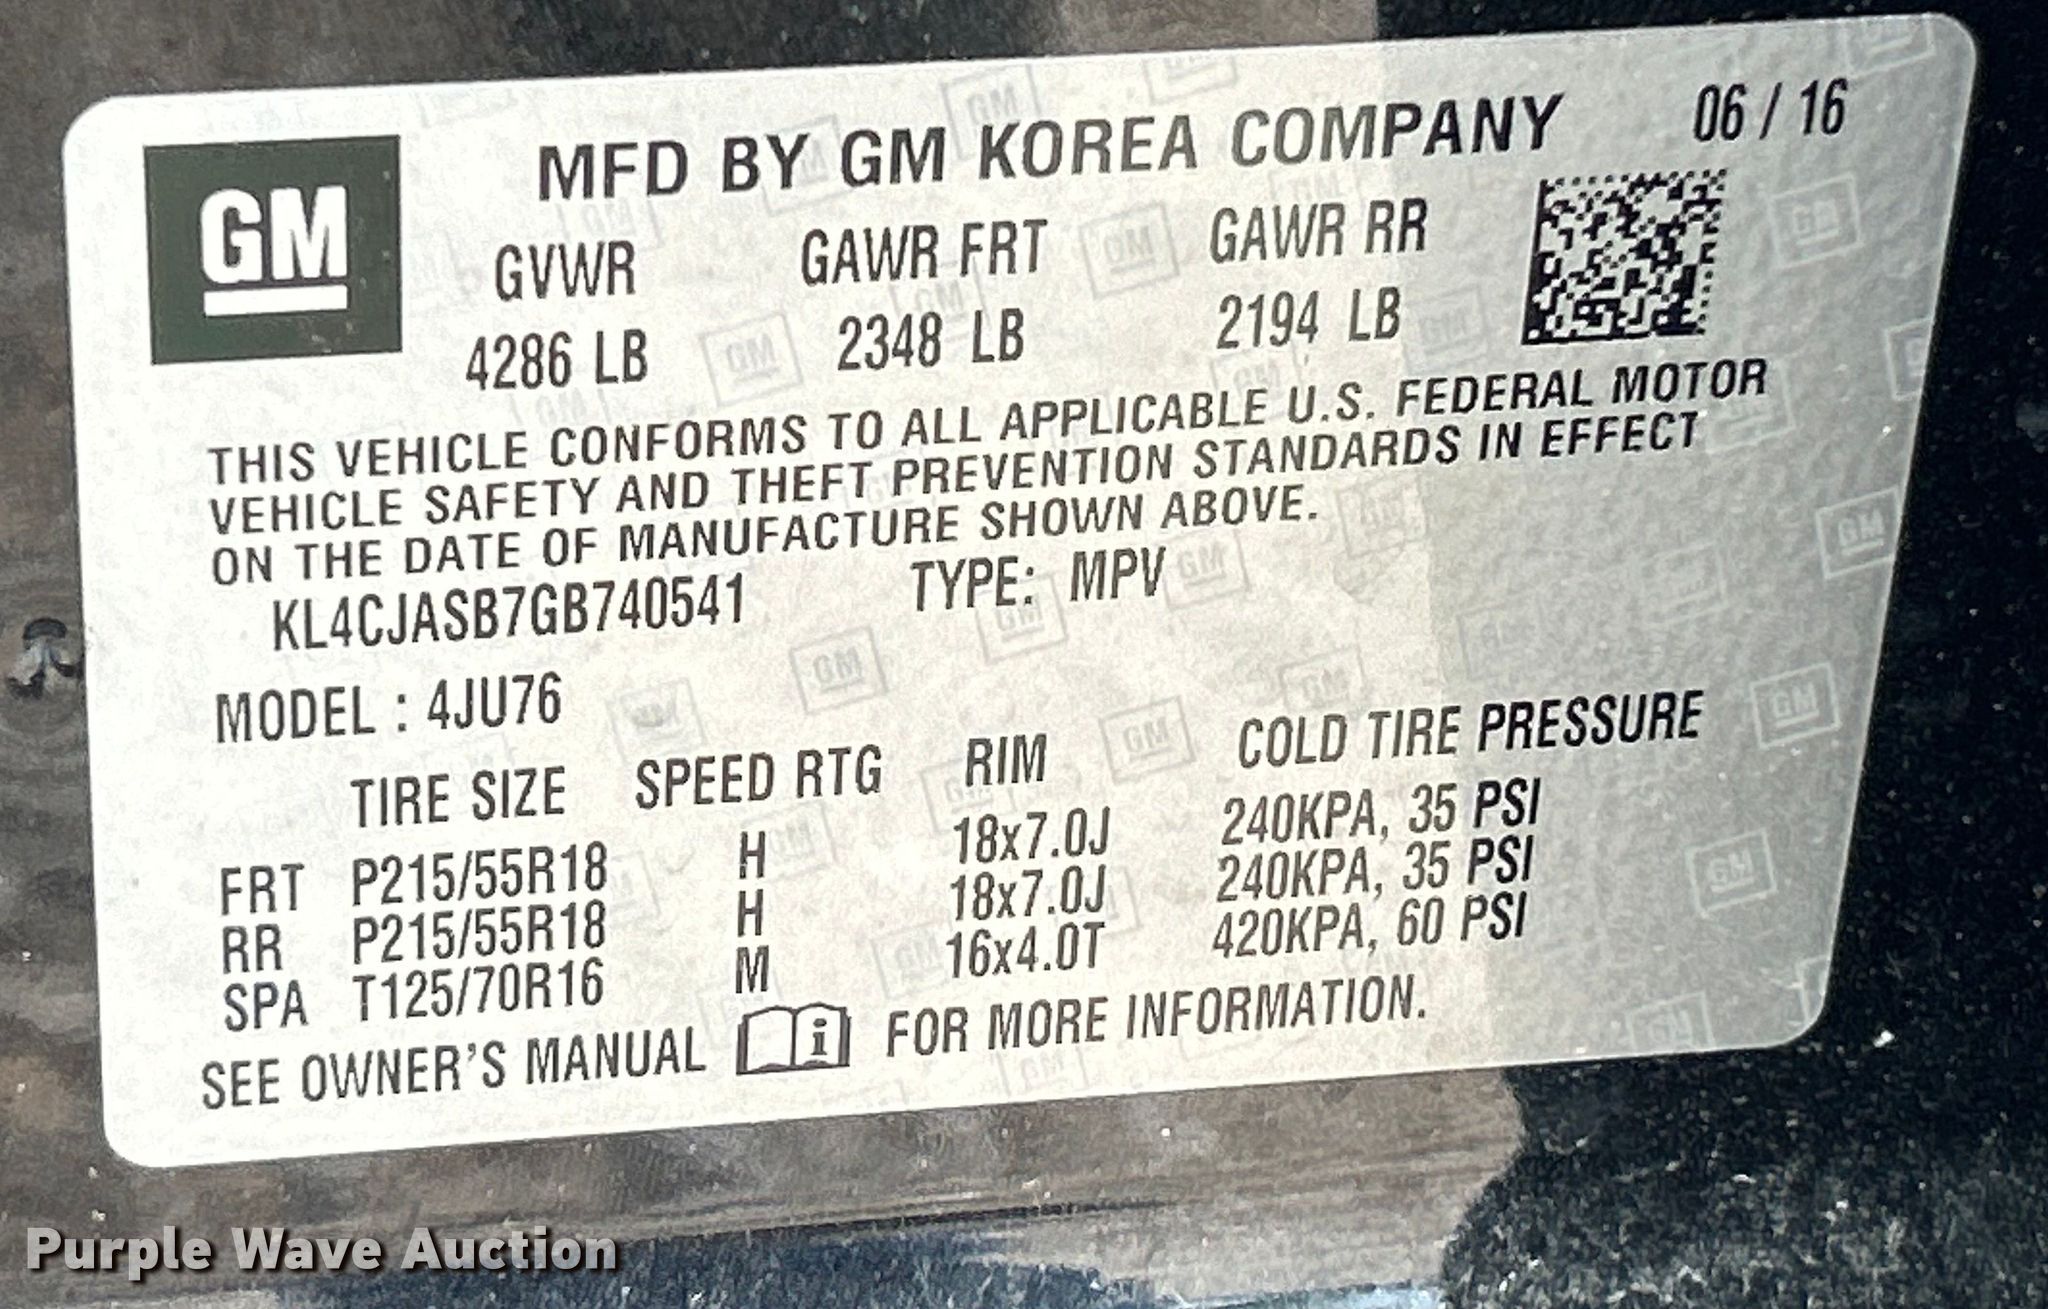 GM
MFD BY GM KOREA COMPANY 06 / 16
GVWR GAWR FRT GAWR RR
4286 LB 2348 LB 2194 LB
THIS VEHICLE CONFORMS TO ALL APPLICABLE U.S. FEDERAL MOTOR
VEHICLE SAFETY AND THEFT PREVENTION STANDARDS IN EFFECT
ON THE DATE OF MANUFACTURE SHOWN ABOVE.
KL4CJASB7GB740541 TYPE: MPV
MODEL : 4JU76
TIRE SIZE SPEED RTG RIM COLD TIRE PRESSURE
FRT P215/55R18 H 18x7.0J 240KPA, 35 PSI
RR P215/55R18 H 18x7.0J 240KPA, 35 PSI
SPA T125/70R16 M 16x4.0T 420KPA, 60 PSI
SEE OWNER'S MANUAL i FOR MORE INFORMATION.
Purple Wave Auction